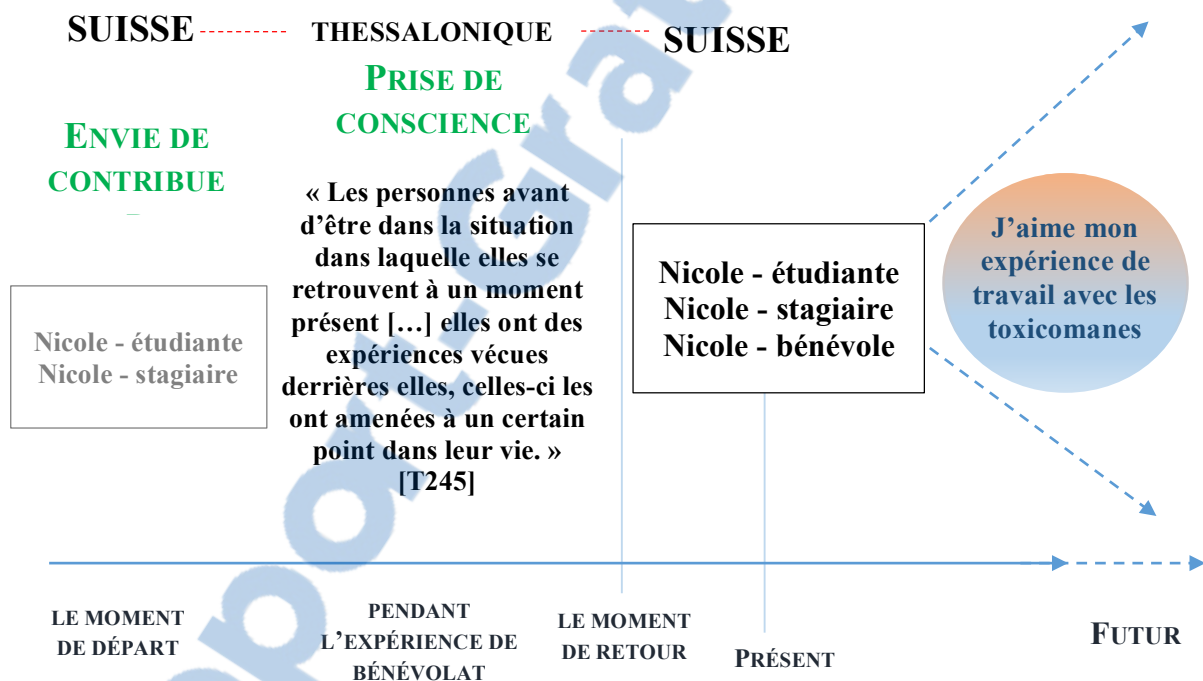 SUISSE
THESSALONIQUE
SUISSE
PRISE DE
CONSCIENCE
ENVIE DE
CONTRIBUE
« Les personnes avant
d'être dans la situation
dans laquelle elles se
retrouvent à un moment
présent […] elles ont des
expériences vécues
derrières elles, celles-ci les
ont amenées à un certain
point dans leur vie. »
[T245]
Nicole - étudiante
Nicole - stagiaire
Nicole - étudiante
Nicole - stagiaire
Nicole - bénévole
J'aime mon
expérience de
travail avec les
toxicomanes
LE MOMENT
DE DÉPART
PENDANT
L'EXPÉRIENCE DE
BÉNÉVOLAT
LE MOMENT
DE RETOUR
PRÉSENT
FUTUR